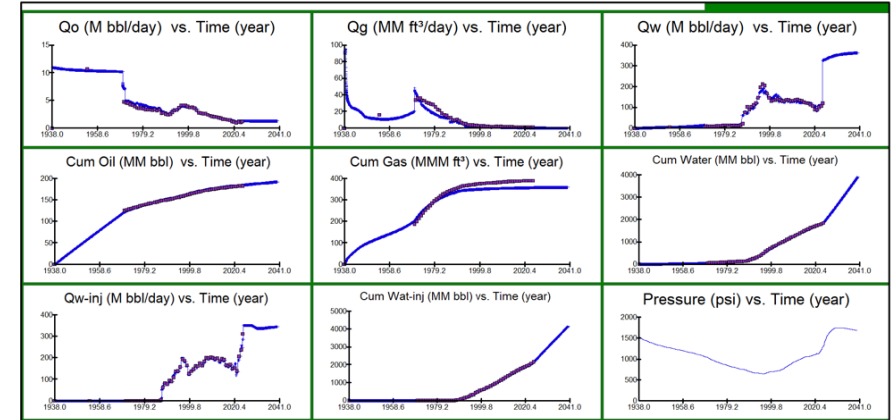 Qo (M bbl/day) vs. Time (year)
15
10
5
0
1938.0 1958.6 1979.2 1999.8 2020.4 2041.0
Qg (MM ft³/day) vs. Time (year)
100
80
60
40
20
0
1938.0 1958.6 1979.2 1999.8 2020.4 2041.0
Qw (M bbl/day) vs. Time (year)
400
300
200
100
0
1938.0 1958.6 1979.2 1999.8 2020.4 2041.0
Cum Oil (MM bbl) vs. Time (year)
200
150
100
50
0
1938.0 1958.6 1979.2 1999.8 2020.4 2041.0
Cum Gas (MMM ft³) vs. Time (year)
400
300
200
100
0
1938.0 1958.6 1979.2 1999.8 2020.4 2041.0
Cum Water (MM bbl) vs. Time (year)
4000
3000
2000
1000
0
1938.0 1958.6 1979.2 1999.8 2020.4 2041.0
Qw-inj (M bbl/day) vs. Time (year)
400
300
200
100
0
1938.0 1958.6 1979.2 1999.8 2020.4 2041.0
Cum Wat-inj (MM bbl) vs. Time (year)
5000
4000
3000
2000
1000
0
1938.0 1958.6 1979.2 1999.8 2020.4 2041.0
Pressure (psi) vs. Time (year)
2000
1500
1000
500
0
1938.0 1958.6 1979.2 1999.8 2020.4 2041.0